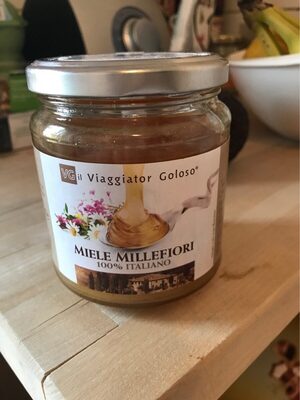 VG il Viaggiator Goloso®
MIELE MILLEFIORI
100% ITALIANO